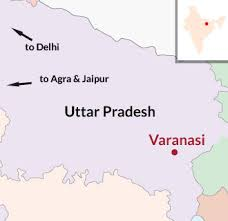 to Delhi
to Agra & Jaipur
Uttar Pradesh
Varanasi